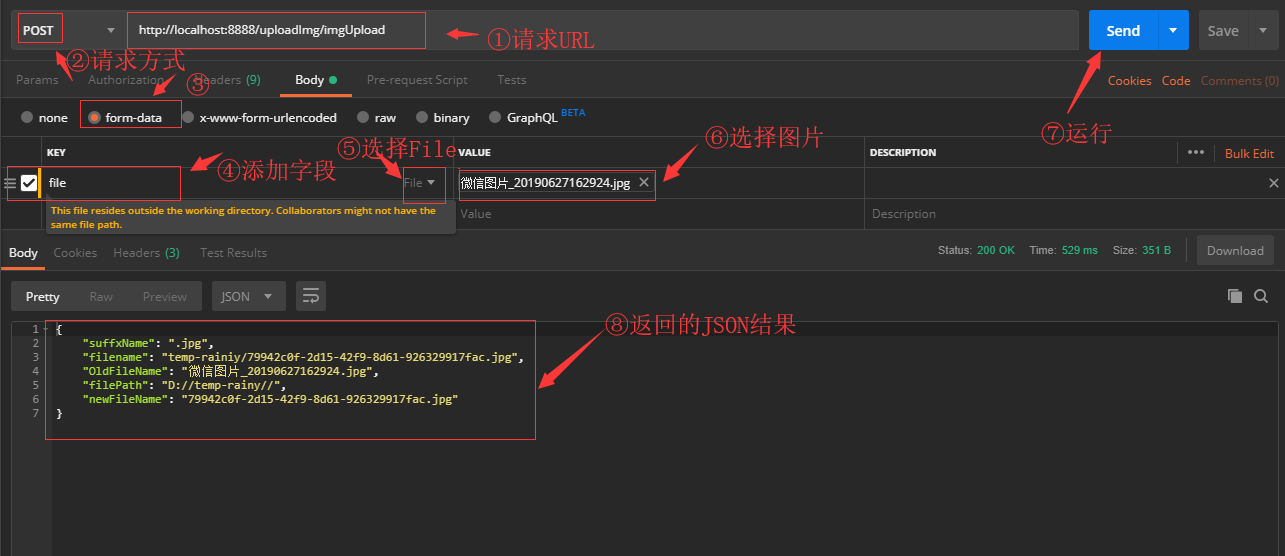 POST http://localhost:8888/uploadImg/imgUpload ①请求URL Send Save
②请求方式 ⑦运行
Params Authorization Headers (9) Body Pre-request Script Tests Cookies Code Comments (0)
③
none form-data x-www-form-urlencoded raw binary GraphQL BETA
⑤选择File ⑥选择图片
KEY VALUE DESCRIPTION ••• Bulk Edit
④添加字段
file File 微信图片_20190627162924.jpg
This file resides outside the working directory. Collaborators might not have the
same file path.
Value Description
Body Cookies Headers (3) Test Results Status: 200 OK Time: 529 ms Size: 351 B Download
Pretty Raw Preview JSON
⑧返回的JSON结果
1 {
2 "suffxName": ".jpg",
3 "filename": "temp-rainiy/79942c0f-2d15-42f9-8d61-926329917fac.jpg",
4 "OldFileName": "微信图片_20190627162924.jpg",
5 "filePath": "D://temp-rainy//",
6 "newFileName": "79942c0f-2d15-42f9-8d61-926329917fac.jpg"
7 }